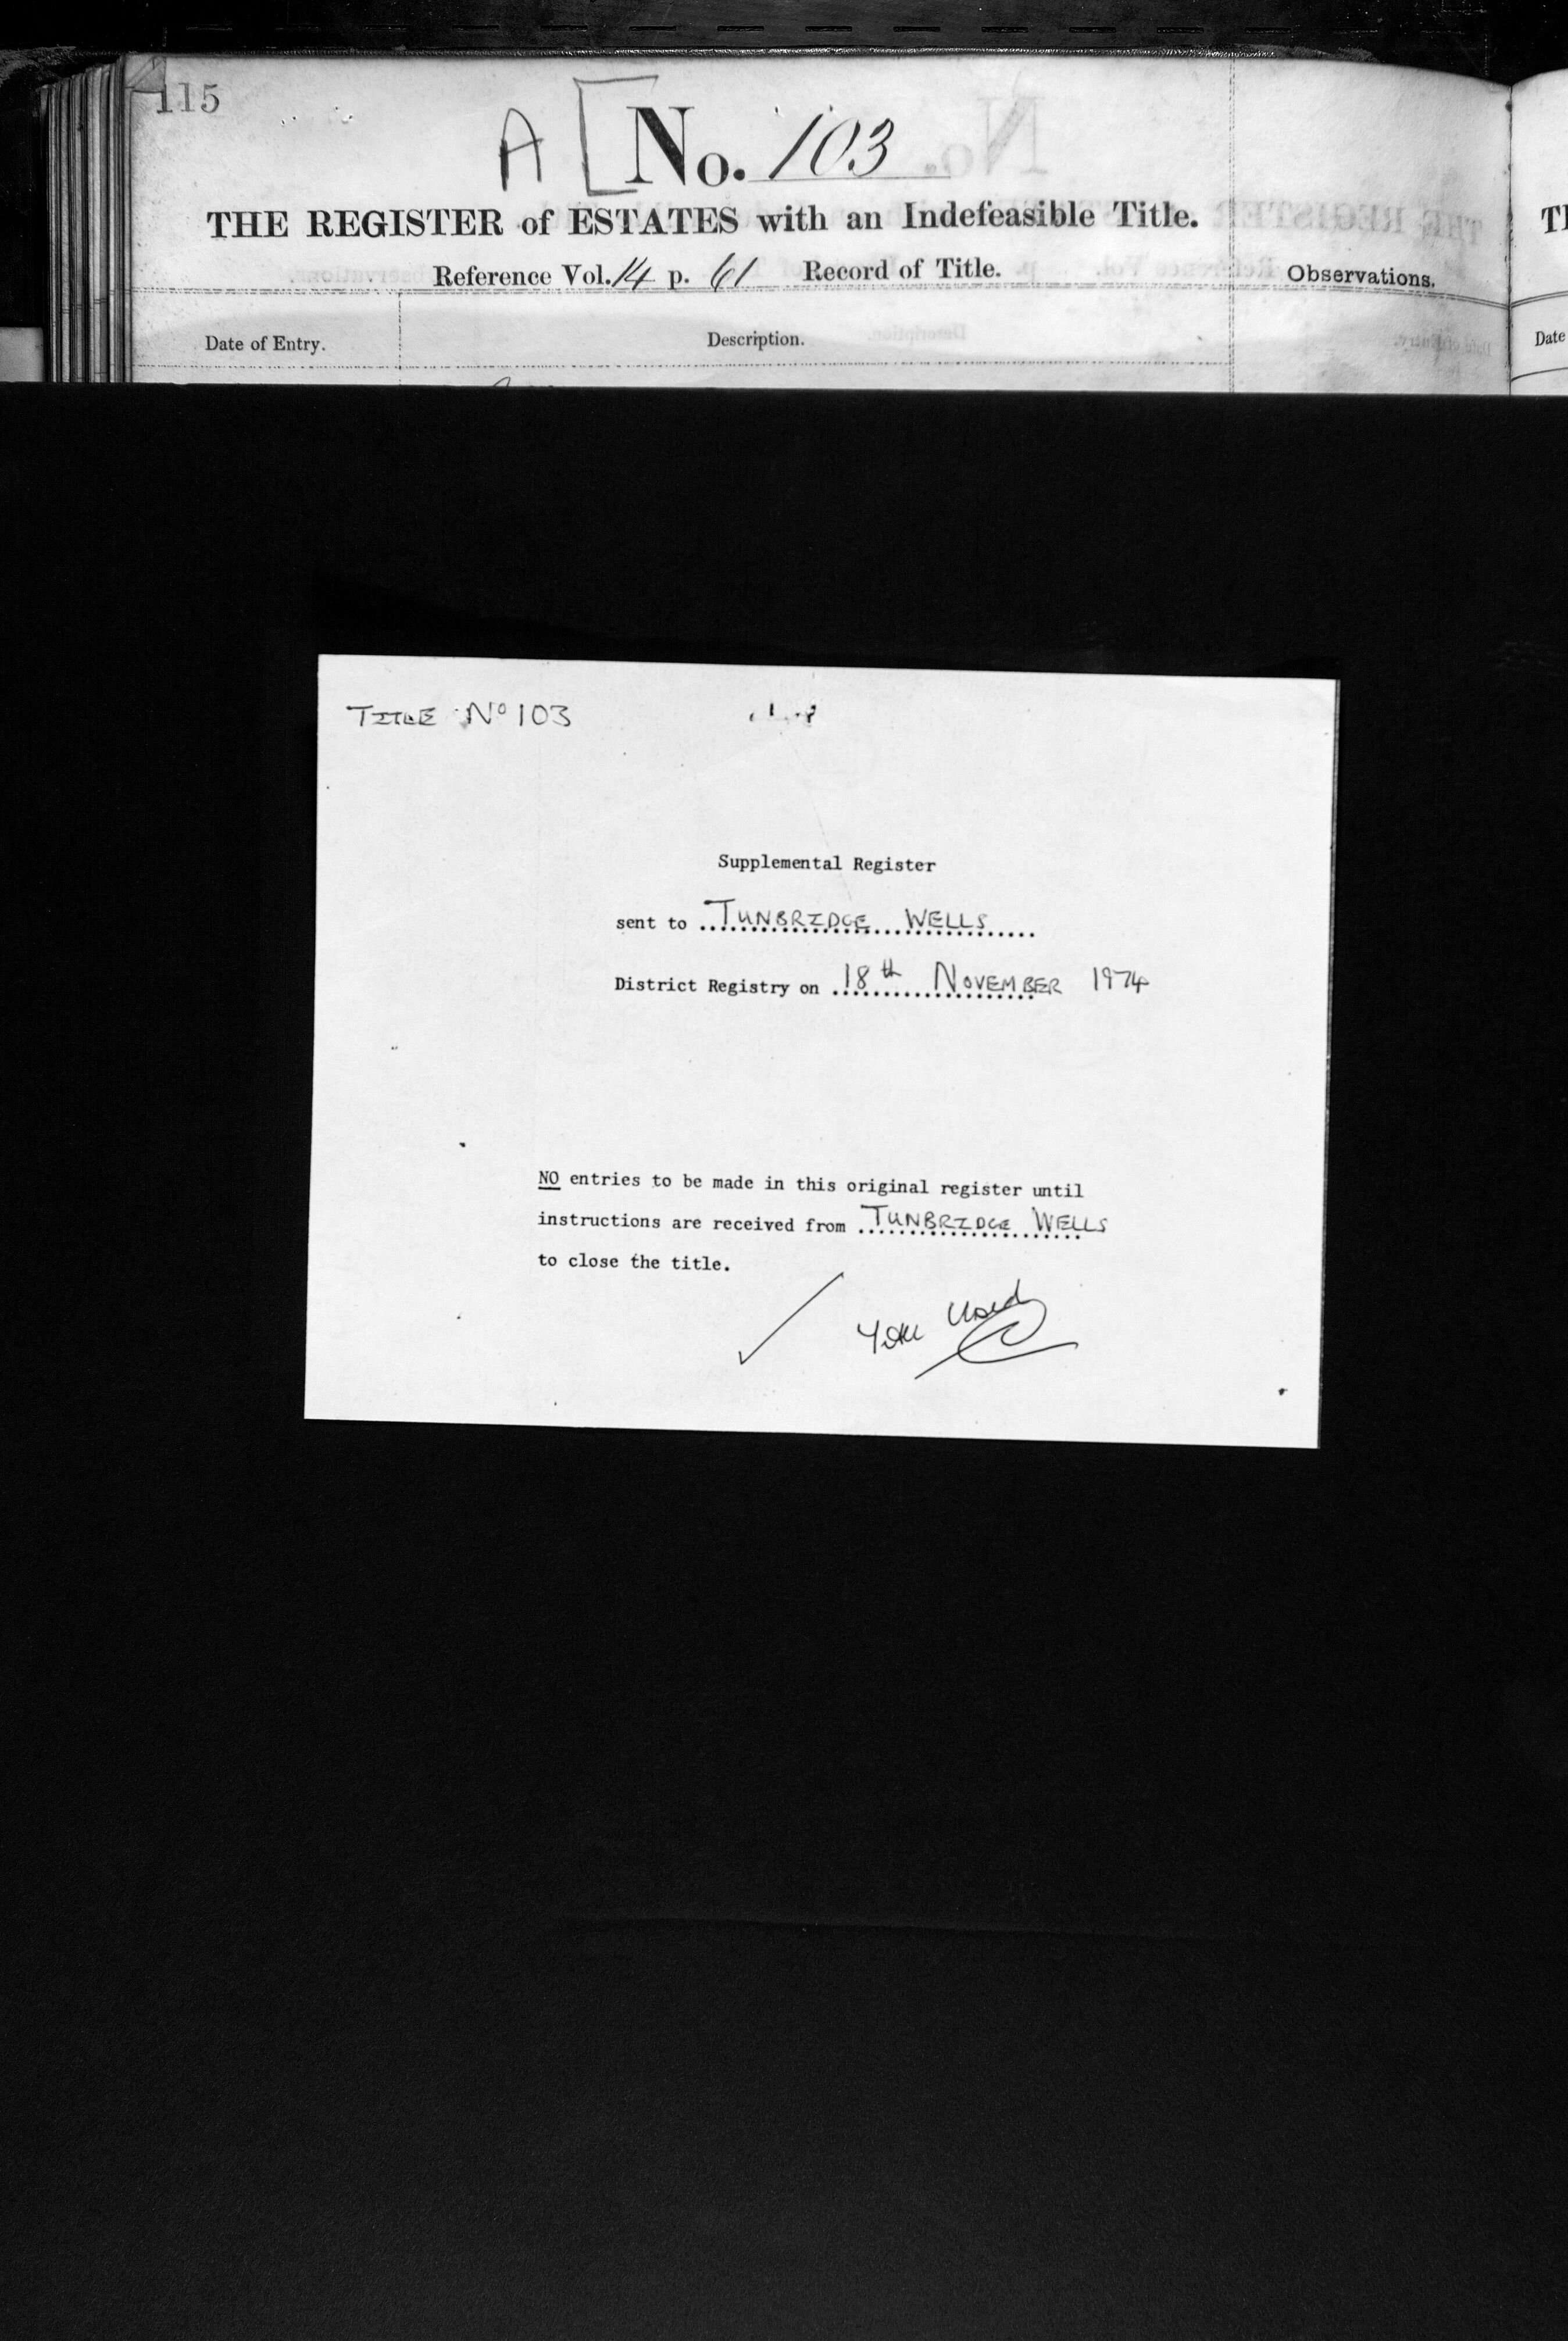 115
A [ No. 103
THE REGISTER of ESTATES with an Indefeasible Title.
Reference Vol. 14 p. 61 Record of Title.
Observations.
Date of Entry.
Description.
Date
TITLE No 103
Supplemental Register
sent to TUNBRIDGE WELLS
District Registry on 18th NOVEMBER 1974
NO entries to be made in this original register until
instructions are received from TUNBRIDGE WELLS
to close the title.